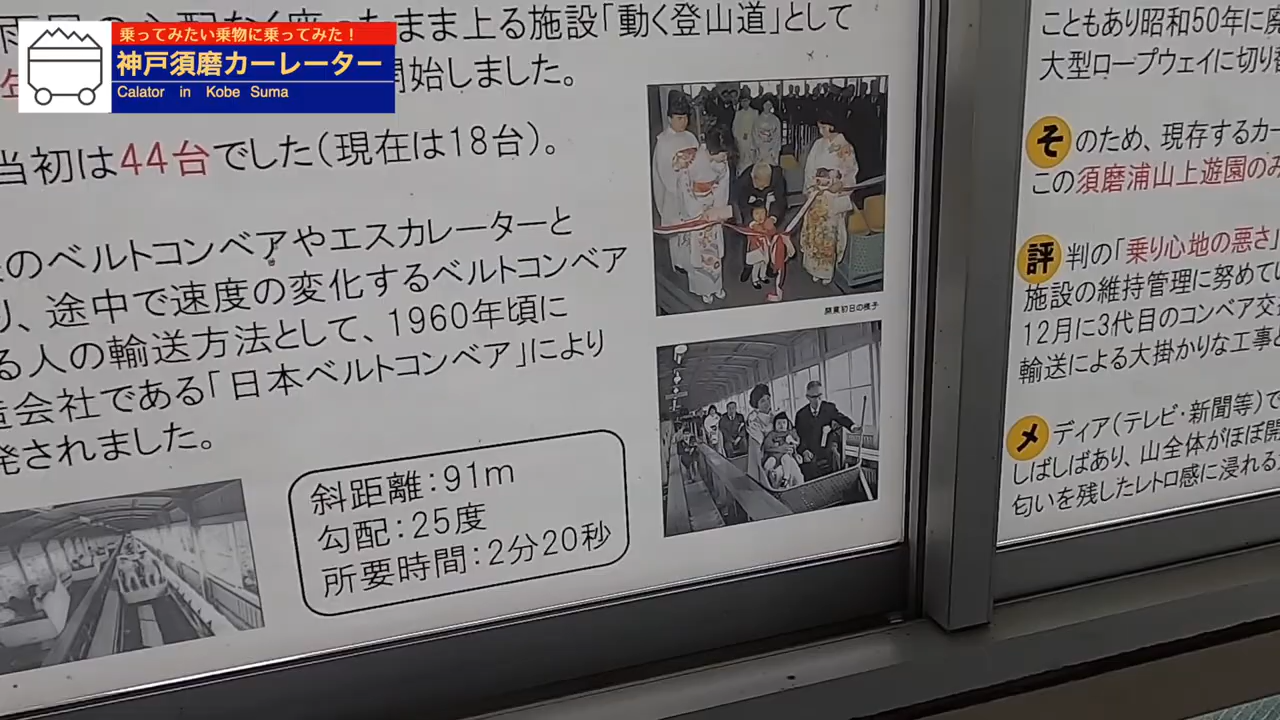 乗ってみたい乗物に乗ってみた！
神戸須磨カーレーター
Calator in Kobe Suma
まま上る施設「動く登山道」として
開始しました。
当初は44台でした（現在は18台）。
のベルトコンベアやエスカレーターと
り、途中で速度の変化するベルトコンベア
る人の輸送方法として、1960年頃に
造会社である「日本ベルトコンベア」により
発されました。
斜距離：91m
勾配：25度
所要時間：2分20秒
開業初日の様子
こともあり昭和50年に廃
大型ロープウェイに切り替
そのため、現存するカー
この須磨浦山上遊園のみ
評判の「乗り心地の悪さ」
施設の維持管理に努めてい
12月に3代目のコンベア交
輸送による大掛かりな工事と
メディア（テレビ・新聞等）で
しばしばあり、山全体がほぼ開
匂いを残したレトロ感に浸れる